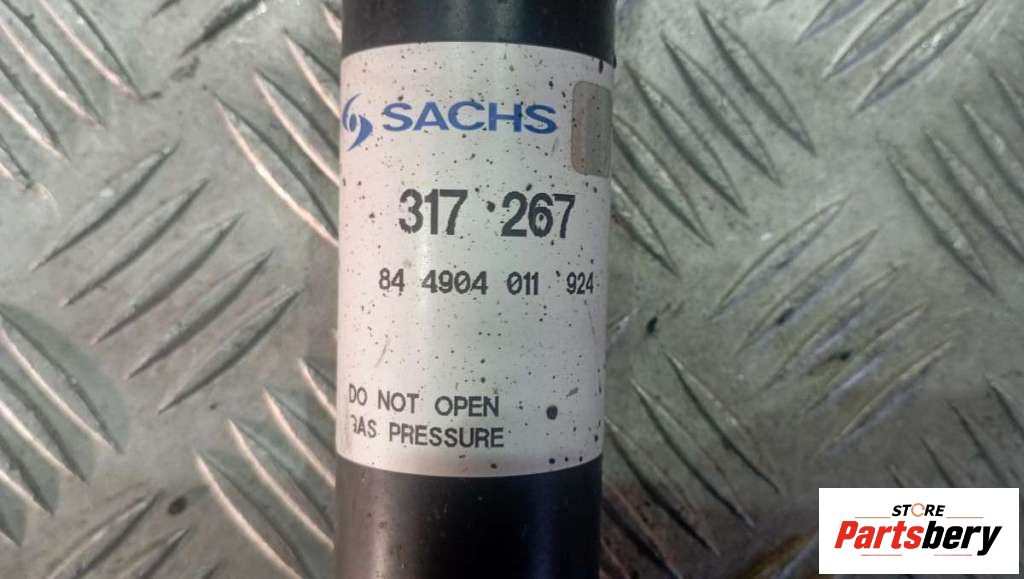 SACHS
317 267
84 4904 011 924
DO NOT OPEN
GAS PRESSURE
STORE
Partsbery